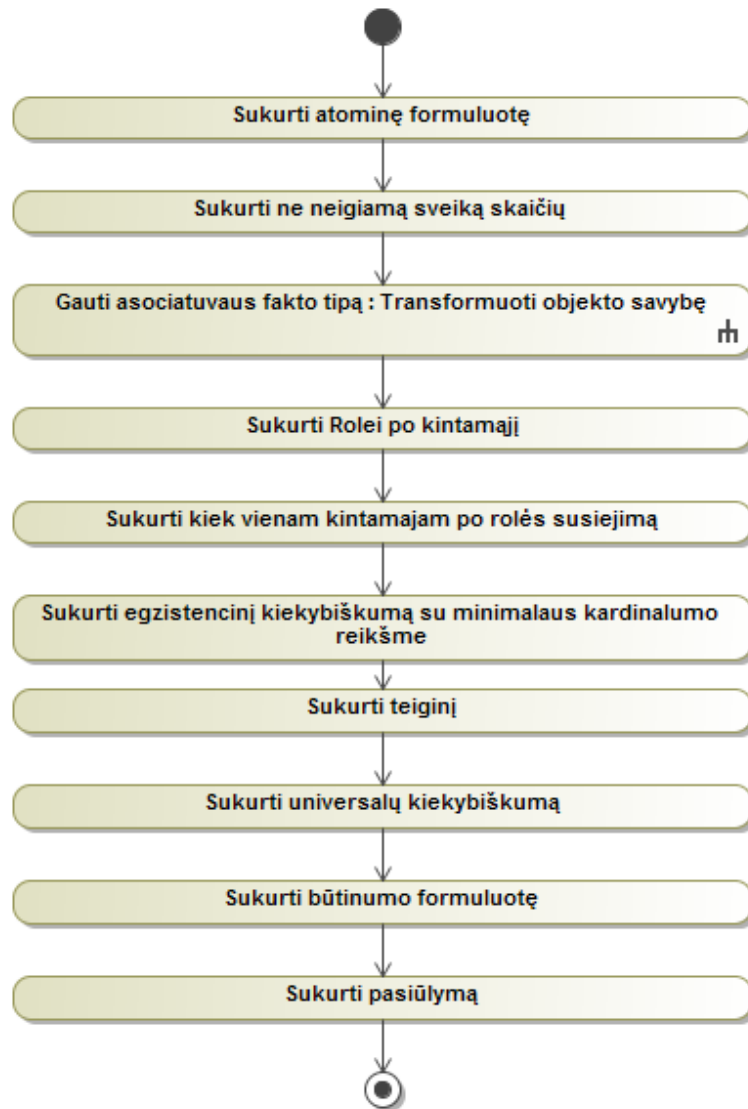 Sukurti atominę formuluotę
Sukurti ne neigiamą sveiką skaičių
Gauti asociatuvaus fakto tipą : Transformuoti objekto savybę
Sukurti Rolei po kintamąjį
Sukurti kiek vienam kintamajam po rolės susiejimą
Sukurti egzistencinį kiekybiškumą su minimalaus kardinalumo
reikšme
Sukurti teiginį
Sukurti universalų kiekybiškumą
Sukurti būtinumo formuluotę
Sukurti pasiūlymą